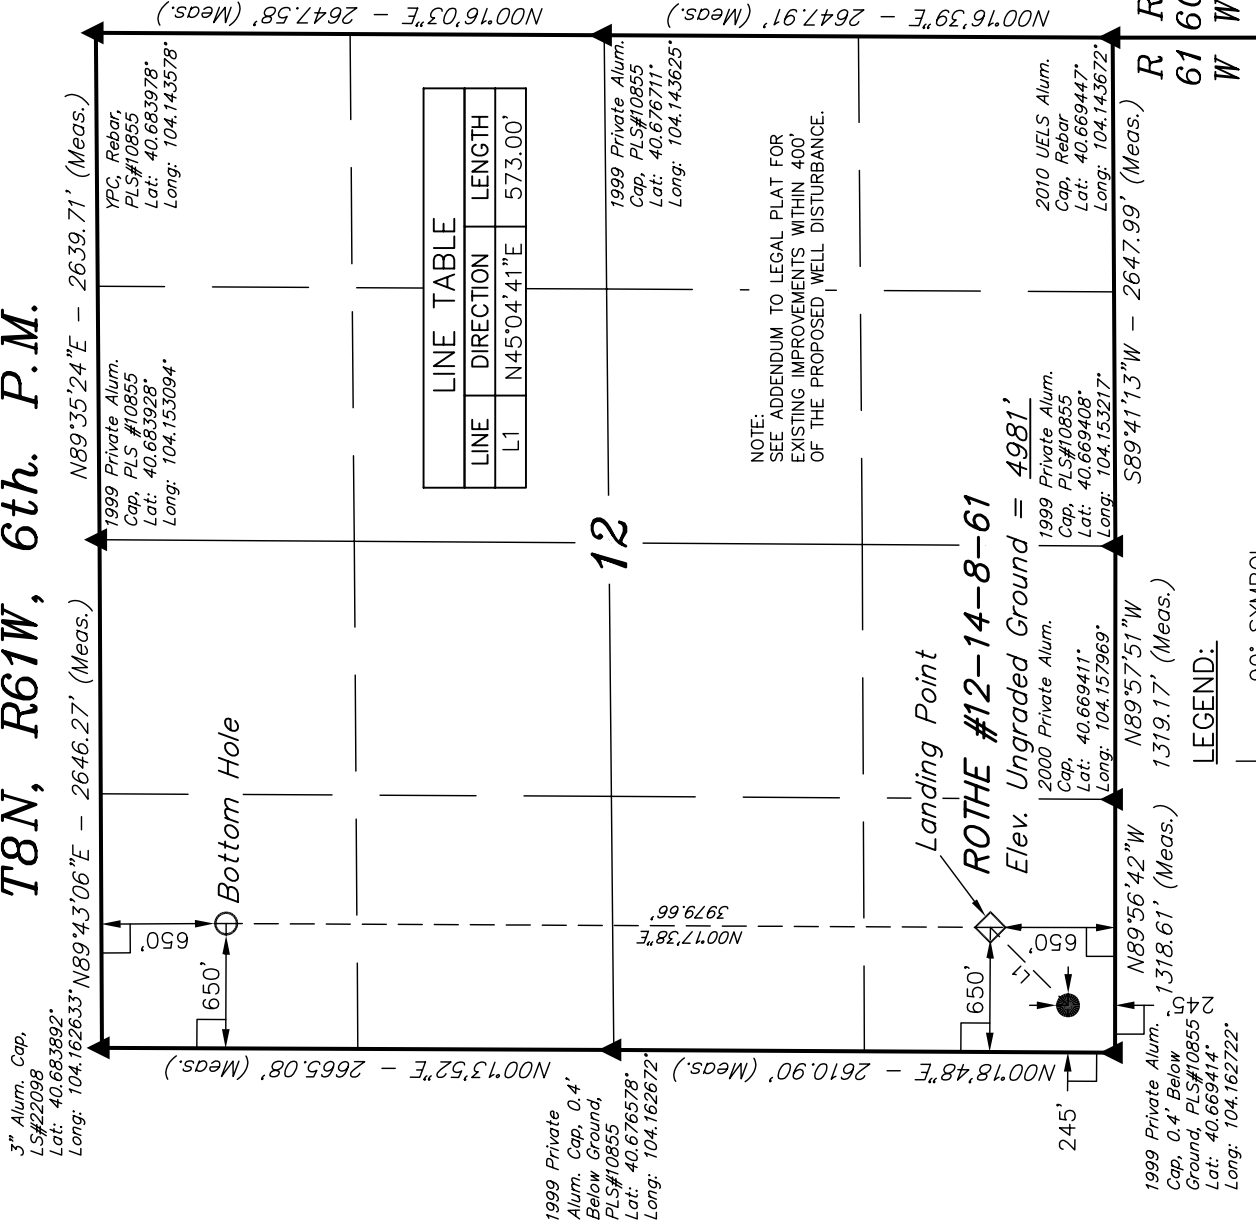 T8N, R61W, 6th. P.M.
3" Alum. Cap,
LS#22098
Lat: 40.683892°
Long: 104.162633°
N89°43'06"E - 2646.27' (Meas.)
1999 Private Alum.
Cap, PLS #10855
Lat: 40.683928°
Long: 104.153094°
N89°35'24"E - 2639.71' (Meas.)
YPC, Rebar,
PLS#10855
Lat: 40.683978°
Long: 104.143578°
N00°16'03"E - 2647.58' (Meas.)
N00°16'39"E - 2647.91' (Meas.)
R R
61 60
W W
650'
650'
Bottom Hole
LINE TABLE
LINE DIRECTION LENGTH
L1 N45°04'41"E 573.00'
N00°13'52"E - 2665.08' (Meas.)
12
1999 Private Alum.
Cap, PLS#10855
Lat: 40.676711°
Long: 104.143625°
1999 Private
Alum. Cap, 0.4'
Below Ground,
PLS#10855
Lat: 40.676578°
Long: 104.162672°
N00°17'38"E
3979.66'
NOTE:
SEE ADDENDUM TO LEGAL PLAT FOR
EXISTING IMPROVEMENTS WITHIN 400'
OF THE PROPOSED WELL DISTURBANCE.
N00°18'48"E - 2610.90' (Meas.)
Landing Point
ROTHE #12-14-8-61
Elev. Ungraded Ground = 4981'
650'
650'
L1
245'
245'
2000 Private Alum.
Cap,
Lat: 40.669411°
Long: 104.157969°
1999 Private Alum.
Cap, PLS#10855
Lat: 40.669408°
Long: 104.153217°
2010 UELS Alum.
Cap, Rebar
Lat: 40.669447°
Long: 104.143672°
1999 Private Alum.
Cap, 0.4' Below
Ground, PLS#10855
Lat: 40.669414°
Long: 104.162722°
N89°56'42"W
1318.61' (Meas.)
N89°57'51"W
1319.17' (Meas.)
S89°41'13"W - 2647.99' (Meas.)
LEGEND: